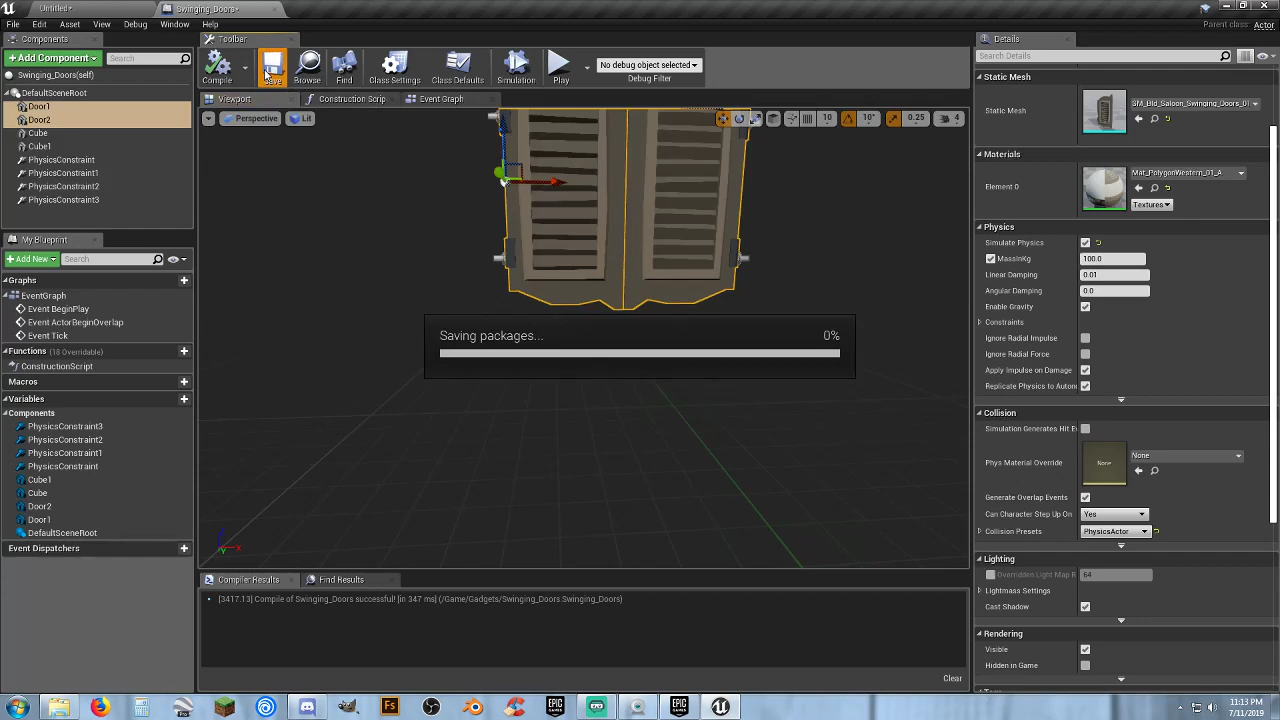 Untitled*
Swinging_Doors*
File Edit Asset View Debug Window Help
Parent class: Actor
Components
Toolbar
Details
Add Component
Search
Search Details
Compile
Save
Browse
Find
Class Settings
Class Defaults
Simulation
Play
No debug object selected
Debug Filter
Swinging_Doors(self)
DefaultSceneRoot
Door1
Door2
Cube
Cube1
PhysicsConstraint
PhysicsConstraint1
PhysicsConstraint2
PhysicsConstraint3
My Blueprint
Add New
Search
Graphs
EventGraph
Event BeginPlay
Event ActorBeginOverlap
Event Tick
Functions (18 Overridable)
ConstructionScript
Macros
Variables
Components
PhysicsConstraint3
PhysicsConstraint2
PhysicsConstraint1
PhysicsConstraint
Cube1
Cube
Door2
Door1
DefaultSceneRoot
Event Dispatchers
Viewport
Construction Scrip
Event Graph
Perspective
Lit
10
10°
0.25
4
Saving packages...
0%
Compiler Results
Find Results
[3417.13] Compile of Swinging_Doors successful! [in 347 ms] (/Game/Gadgets/Swinging_Doors.Swinging_Doors)
Clear
Static Mesh
Static Mesh
SM_Bld_Saloon_Swinging_Doors_01
Materials
Element 0
Mat_PolygonWestern_01_A
Textures
Physics
Simulate Physics
MassInKg
100.0
Linear Damping
0.01
Angular Damping
0.0
Enable Gravity
Constraints
Ignore Radial Impulse
Ignore Radial Force
Apply Impulse on Damage
Replicate Physics to Auton
Collision
Simulation Generates Hit E
Phys Material Override
None
None
Generate Overlap Events
Can Character Step Up On
Yes
Collision Presets
PhysicsActor
Lighting
Overridden Light Map R
64
Lightmass Settings
Cast Shadow
Rendering
Visible
Hidden in Game
11:13 PM
7/11/2019